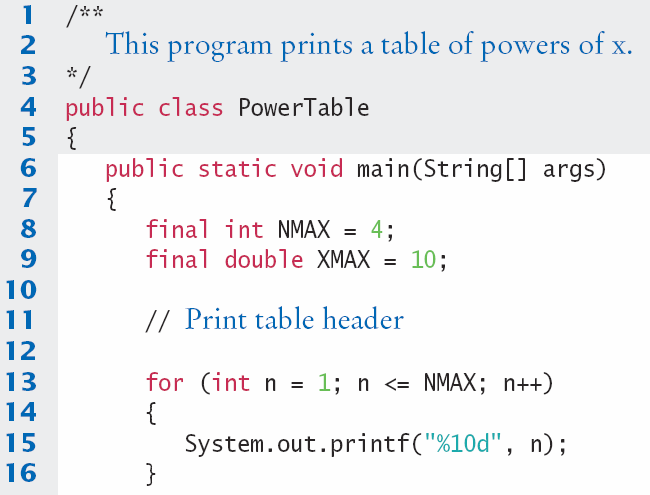 1 /**
2 This program prints a table of powers of x.
3 */
4 public class PowerTable
5 {
6 public static void main(String[] args)
7 {
8 final int NMAX = 4;
9 final double XMAX = 10;
10
11 // Print table header
12
13 for (int n = 1; n <= NMAX; n++)
14 {
15 System.out.printf("%10d", n);
16 }